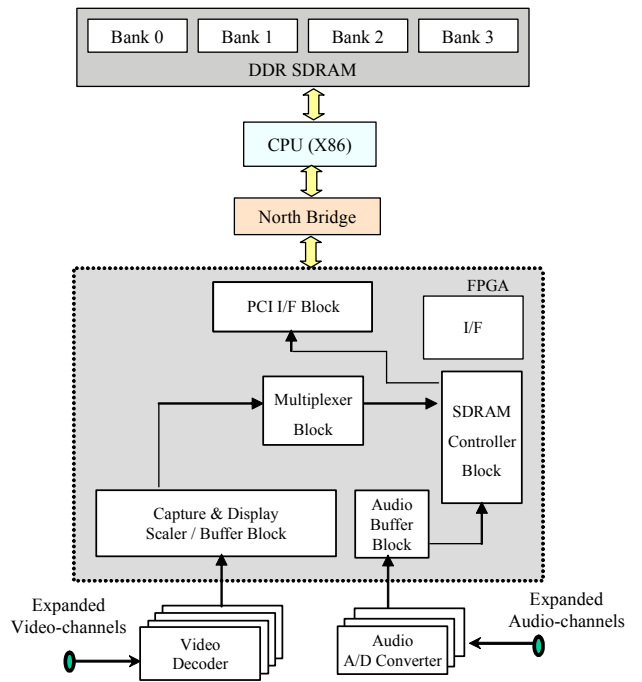 Bank 0
Bank 1
Bank 2
Bank 3
DDR SDRAM
CPU (X86)
North Bridge
FPGA
PCI I/F Block
I/F
Multiplexer
Block
SDRAM
Controller
Block
Capture & Display
Scaler / Buffer Block
Audio
Buffer
Block
Expanded
Video-channels
Video
Decoder
Audio
A/D Converter
Expanded
Audio-channels